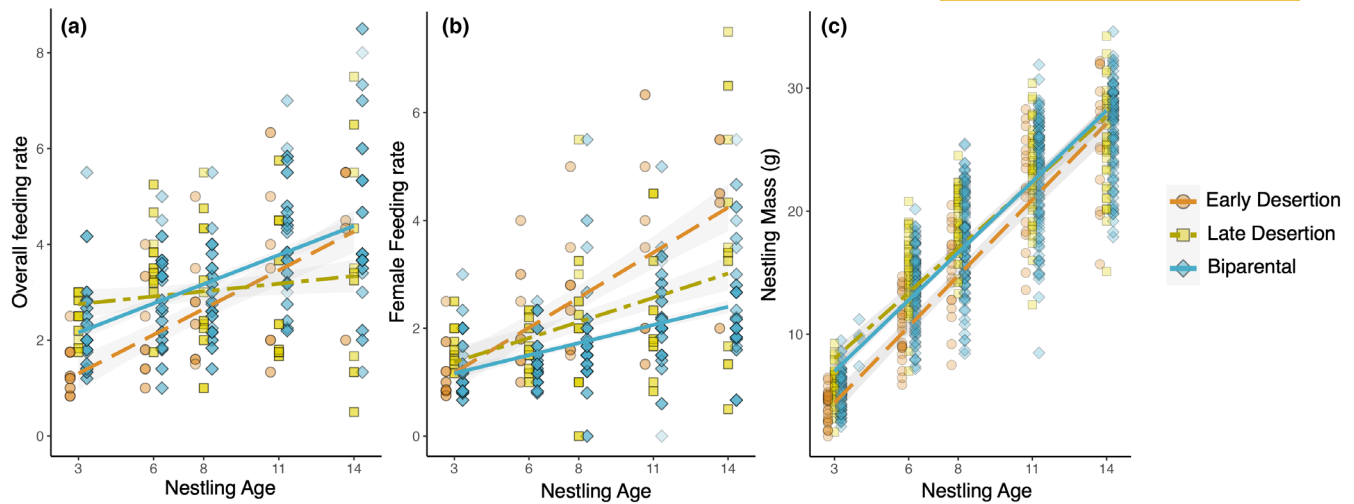 (a)
Overall feeding rate
8
6
4
2
0
3 6 8 11 14
Nestling Age
(b)
Female Feeding rate
6
4
2
0
3 6 8 11 14
Nestling Age
(c)
Nestling Mass (g)
30
20
10
3 6 8 11 14
Nestling Age
Early Desertion
Late Desertion
Biparental